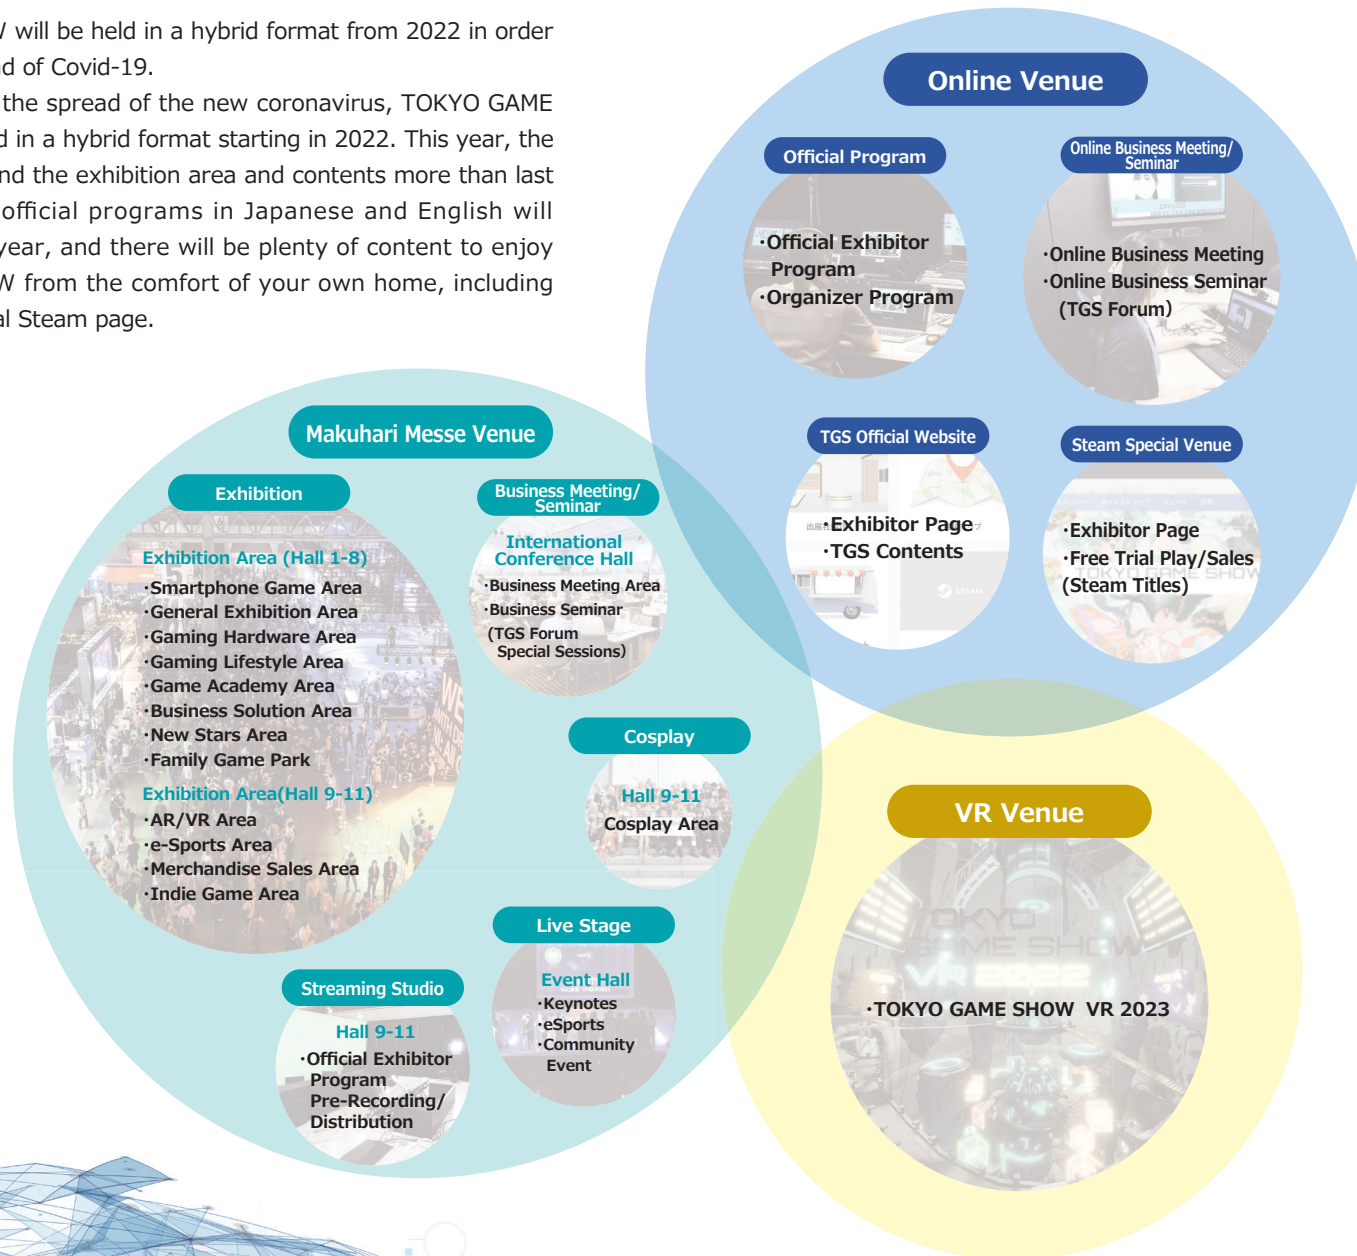 W will be held in a hybrid format from 2022 in order
d of Covid-19.
the spread of the new coronavirus, TOKYO GAME
d in a hybrid format starting in 2022. This year, the
nd the exhibition area and contents more than last
official programs in Japanese and English will
year, and there will be plenty of content to enjoy
W from the comfort of your own home, including
al Steam page.
Online Venue
Official Program
・Official Exhibitor
Program
・Organizer Program
Online Business Meeting/
Seminar
・Online Business Meeting
・Online Business Seminar
(TGS Forum）
TGS Official Website
・Exhibitor Page
・TGS Contents
STEAM
Steam Special Venue
・Exhibitor Page
・Free Trial Play/Sales
(Steam Titles)
TOKYO GAME SHOW
Makuhari Messe Venue
Exhibition
Exhibition Area (Hall 1-8)
・Smartphone Game Area
・General Exhibition Area
・Gaming Hardware Area
・Gaming Lifestyle Area
・Game Academy Area
・Business Solution Area
・New Stars Area
・Family Game Park
Exhibition Area(Hall 9-11)
・AR/VR Area
・e-Sports Area
・Merchandise Sales Area
・Indie Game Area
Business Meeting/
Seminar
International
Conference Hall
・Business Meeting Area
・Business Seminar
(TGS Forum
Special Sessions）
Cosplay
Hall 9-11
Cosplay Area
Live Stage
Event Hall
・Keynotes
・eSports
・Community
Event
Streaming Studio
Hall 9-11
・Official Exhibitor
Program
Pre-Recording/
Distribution
VR Venue
TOKYO
GAME SHOW
VR 2022
・TOKYO GAME SHOW VR 2023